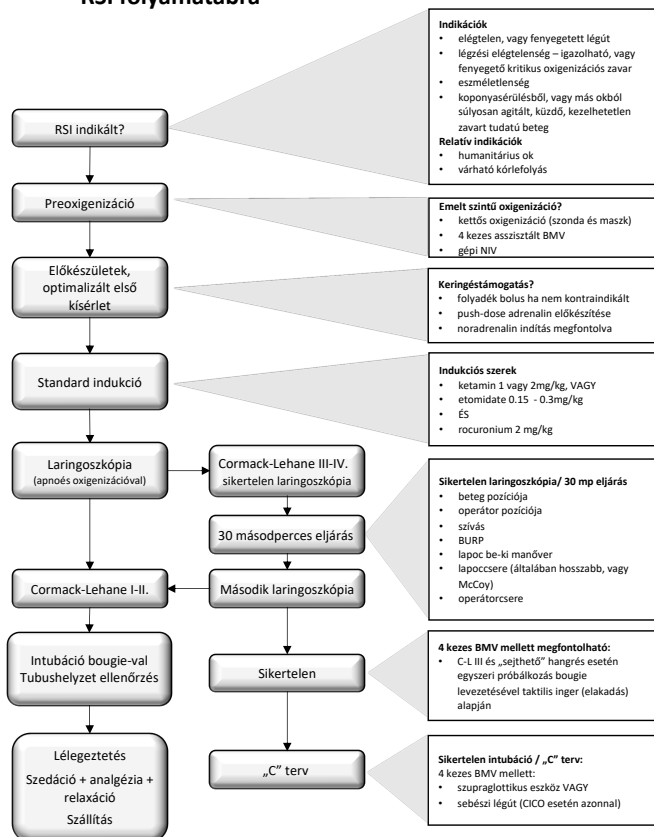 RSI folyamatábra
RSI indikált?
Indikációk
• elégtelen, vagy fenyegetett légút
• légzési elégtelenség – igazolható, vagy
fenyegető kritikus oxigenizációs zavar
• eszméletlenség
• koponyasérülésből, vagy más okból
súlyosan agitált, küzdő, kezelhetetlen
zavart tudatú beteg
Relatív indikációk
• humanitárius ok
• várható kórlefolyás
Preoxigenizáció
Emelt szintű oxigenizáció?
• kettős oxigenizáció (szonda és maszk)
• 4 kezes asszisztált BMV
• gépi NIV
Előkészületek,
optimalizált első
kísérlet
Keringéstámogatás?
• folyadék bolus ha nem kontraindikált
• push-dose adrenalin előkészítése
• noradrenalin indítás megfontolva
Standard indukció
Indukciós szerek
• ketamin 1 vagy 2mg/kg, VAGY
• etomidate 0.15 - 0.3mg/kg
• ÉS
• rocuronium 2 mg/kg
Laringoszkópia
(apnoés oxigenizációval)
Cormack-Lehane III-IV.
sikertelen laringoszkópia
30 másodperces eljárás
Sikertelen laringoszkópia/ 30 mp eljárás
• beteg pozíciója
• operátor pozíciója
• szívás
• BURP
• lapoc be-ki manőver
• lapoccsere (általában hosszabb, vagy
McCoy)
• operátorcsere
Cormack-Lehane I-II.
Második laringoszkópia
Intubáció bougie-val
Tubushelyzet ellenőrzés
Sikertelen
4 kezes BMV mellett megfontolható:
• C-L III és „sejthető” hangrés esetén
egyszeri próbálkozás bougie
levezetésével taktilis inger (elakadás)
alapján
Lélegeztetés
Szedáció + analgézia +
relaxáció
Szállítás
„C” terv
Sikertelen intubáció / „C” terv:
4 kezes BMV mellett:
• szupraglottikus eszköz VAGY
• sebészi légút (CICO esetén azonnal)